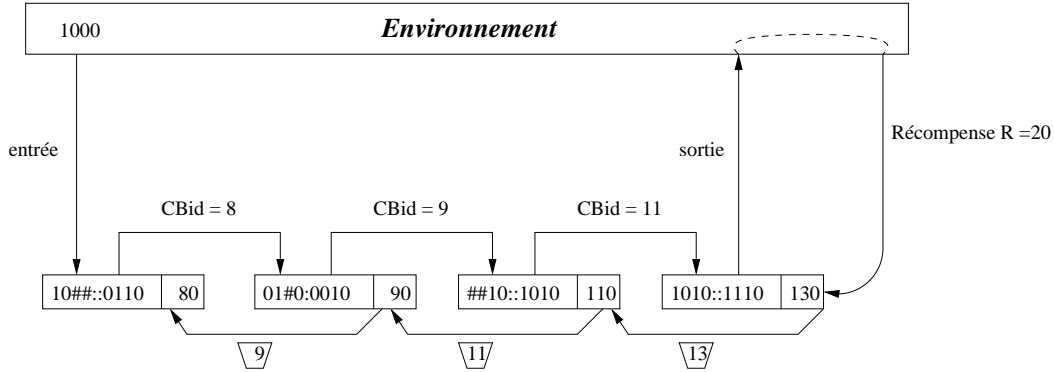 Environnement
1000
entrée
sortie
Récompense R =20
CBid = 8
CBid = 9
CBid = 11
10##::0110 80
01#0:0010 90
##10::1010 110
1010::1110 130
9
11
13